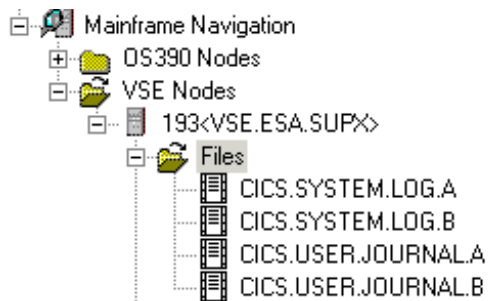 Mainframe Navigation
OS390 Nodes
VSE Nodes
193<VSE.ESA.SUPX>
Files
CICS.SYSTEM.LOG.A
CICS.SYSTEM.LOG.B
CICS.USER.JOURNAL.A
CICS.USER.JOURNAL.B